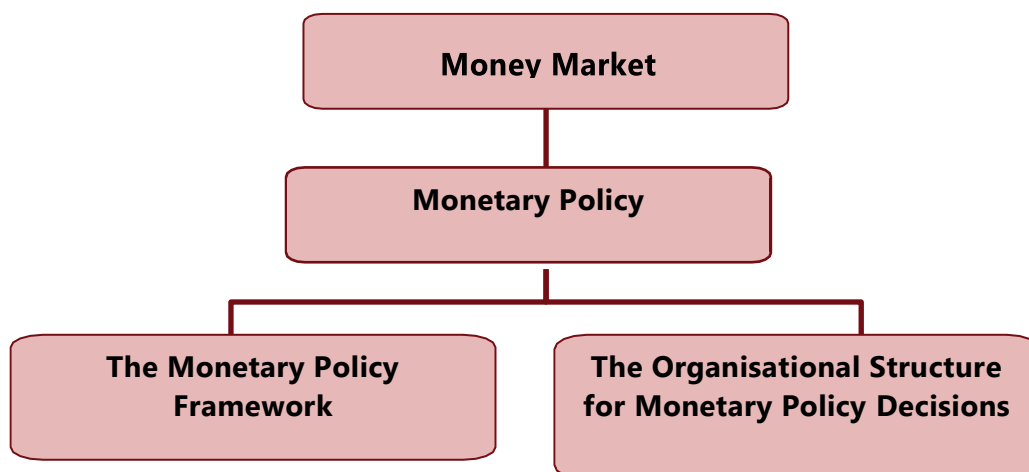 Money Market
Monetary Policy
The Monetary Policy
Framework
The Organisational Structure
for Monetary Policy Decisions